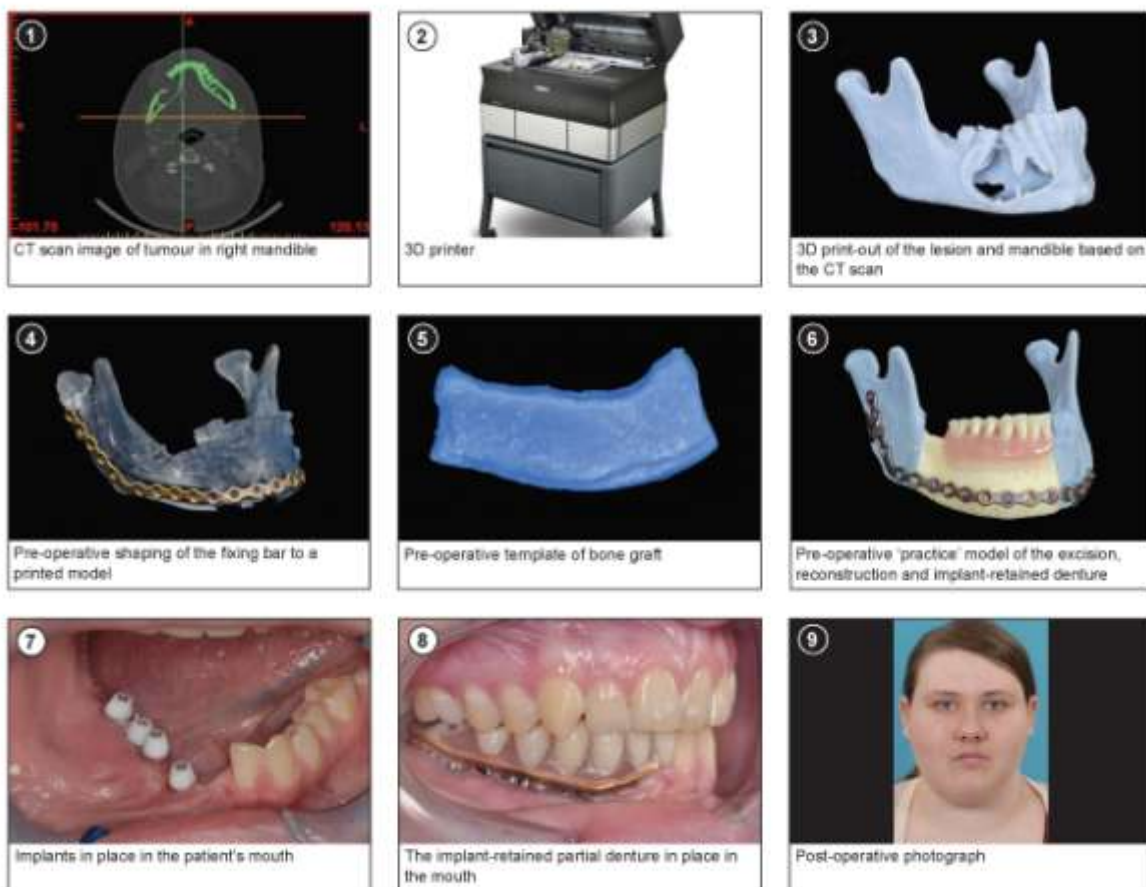 1
-101.78
CT scan image of tumour in right mandible
2
3D printer
3
3D print-out of the lesion and mandible based on
the CT scan
4
Pre-operative shaping of the fixing bar to a
printed model
5
Pre-operative template of bone graft
6
Pre-operative 'practice' model of the excision,
reconstruction and implant-retained denture
7
Implants in place in the patient's mouth
8
The implant-retained partial denture in place in
the mouth
9
Post-operative photograph